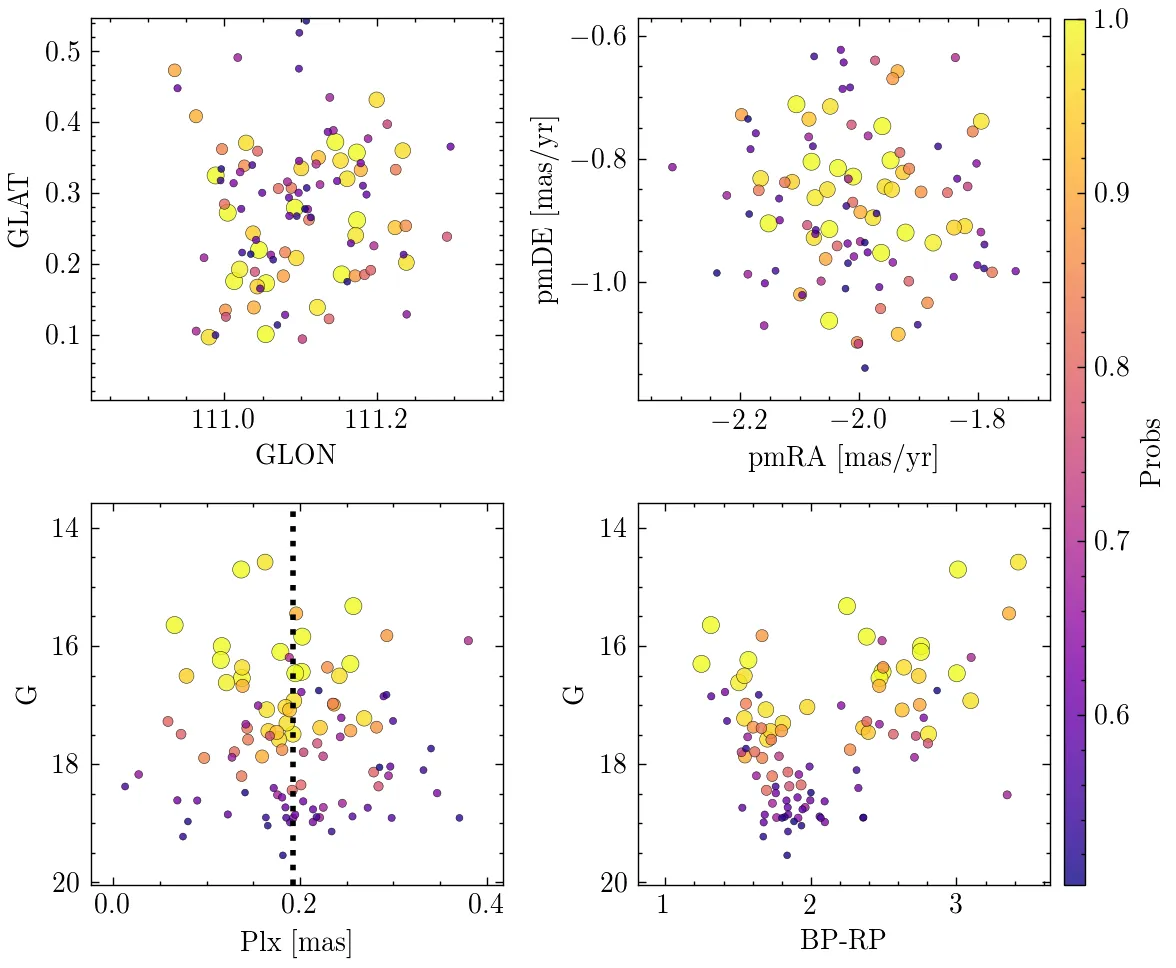 0.5
0.4
0.3
0.2
0.1
GLAT
111.0 111.2
GLON
−0.6
−0.8
−1.0
pmDE [mas/yr]
−2.2 −2.0 −1.8
pmRA [mas/yr]
1.0
0.9
0.8
0.7
0.6
Probs
14
16
18
20
G
0.0 0.2 0.4
Plx [mas]
14
16
18
20
G
1 2 3
BP-RP